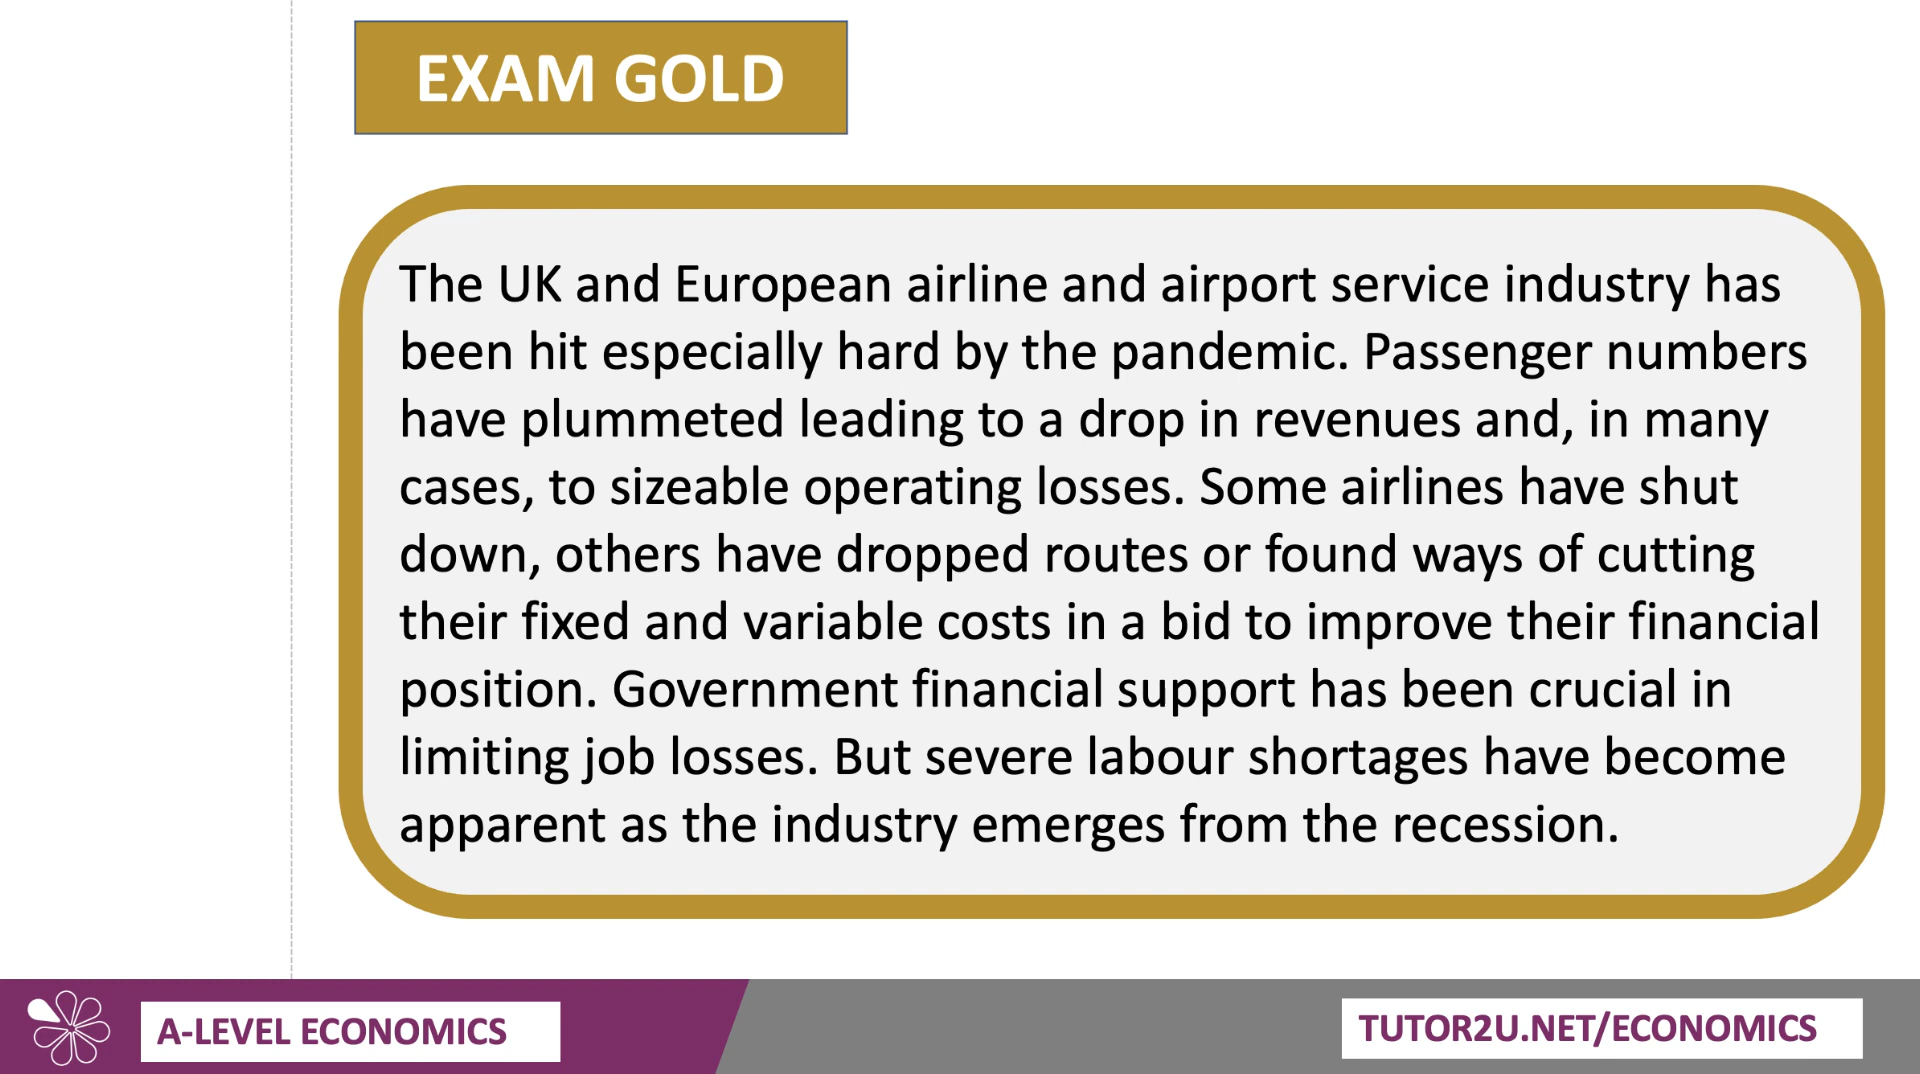 EXAM GOLD
The UK and European airline and airport service industry has
been hit especially hard by the pandemic. Passenger numbers
have plummeted leading to a drop in revenues and, in many
cases, to sizeable operating losses. Some airlines have shut
down, others have dropped routes or found ways of cutting
their fixed and variable costs in a bid to improve their financial
position. Government financial support has been crucial in
limiting job losses. But severe labour shortages have become
apparent as the industry emerges from the recession.
A-LEVEL ECONOMICS
TUTOR2U.NET/ECONOMICS